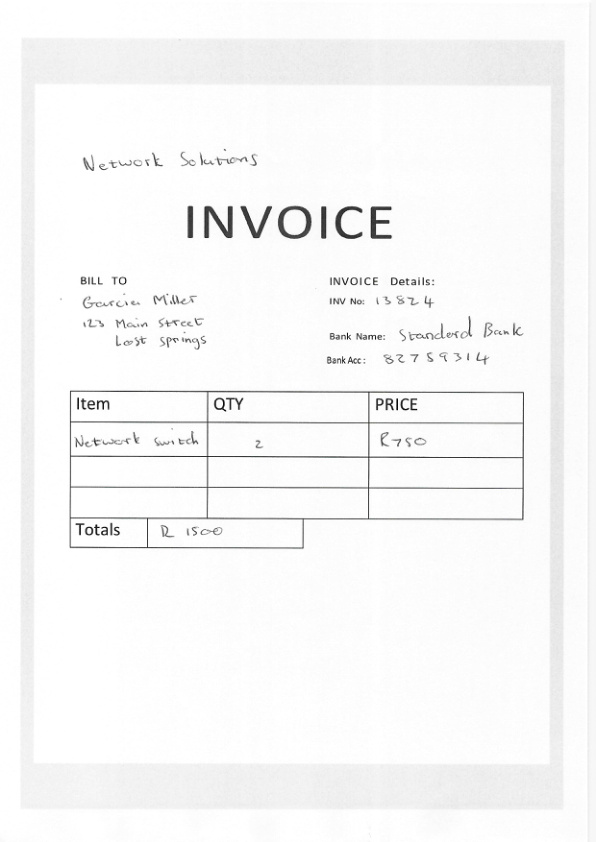 Network Solutions
INVOICE
BILL TO
INVOICE Details:
Garcia Miller
INV No: 13824
123 Main Street
Lost Springs
Bank Name: Standard Bank
Bank Acc: 82759314
Item QTY PRICE
Network switch 2 R750
Totals R 1500